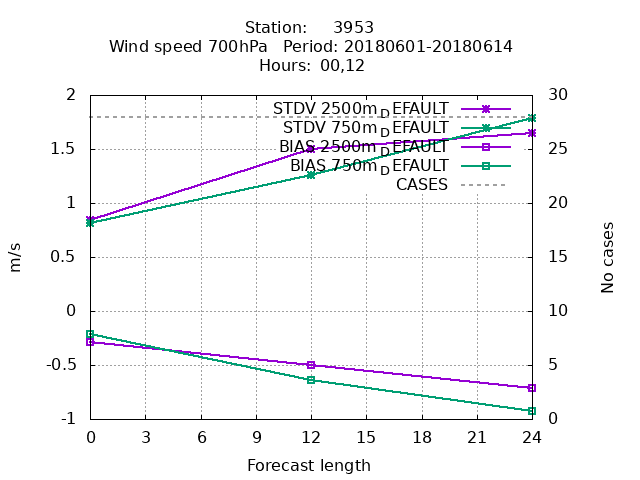 Station: 3953
Wind speed 700hPa Period: 20180601-20180614
Hours: 00,12
2
1.5
1
0.5
0
-0.5
-1
m/s
30
25
20
15
10
5
0
No cases
STDV 2500m_DEFAULT
STDV 750m_DEFAULT
BIAS 2500m_DEFAULT
BIAS 750m_DEFAULT
CASES
0 3 6 9 12 15 18 21 24
Forecast length